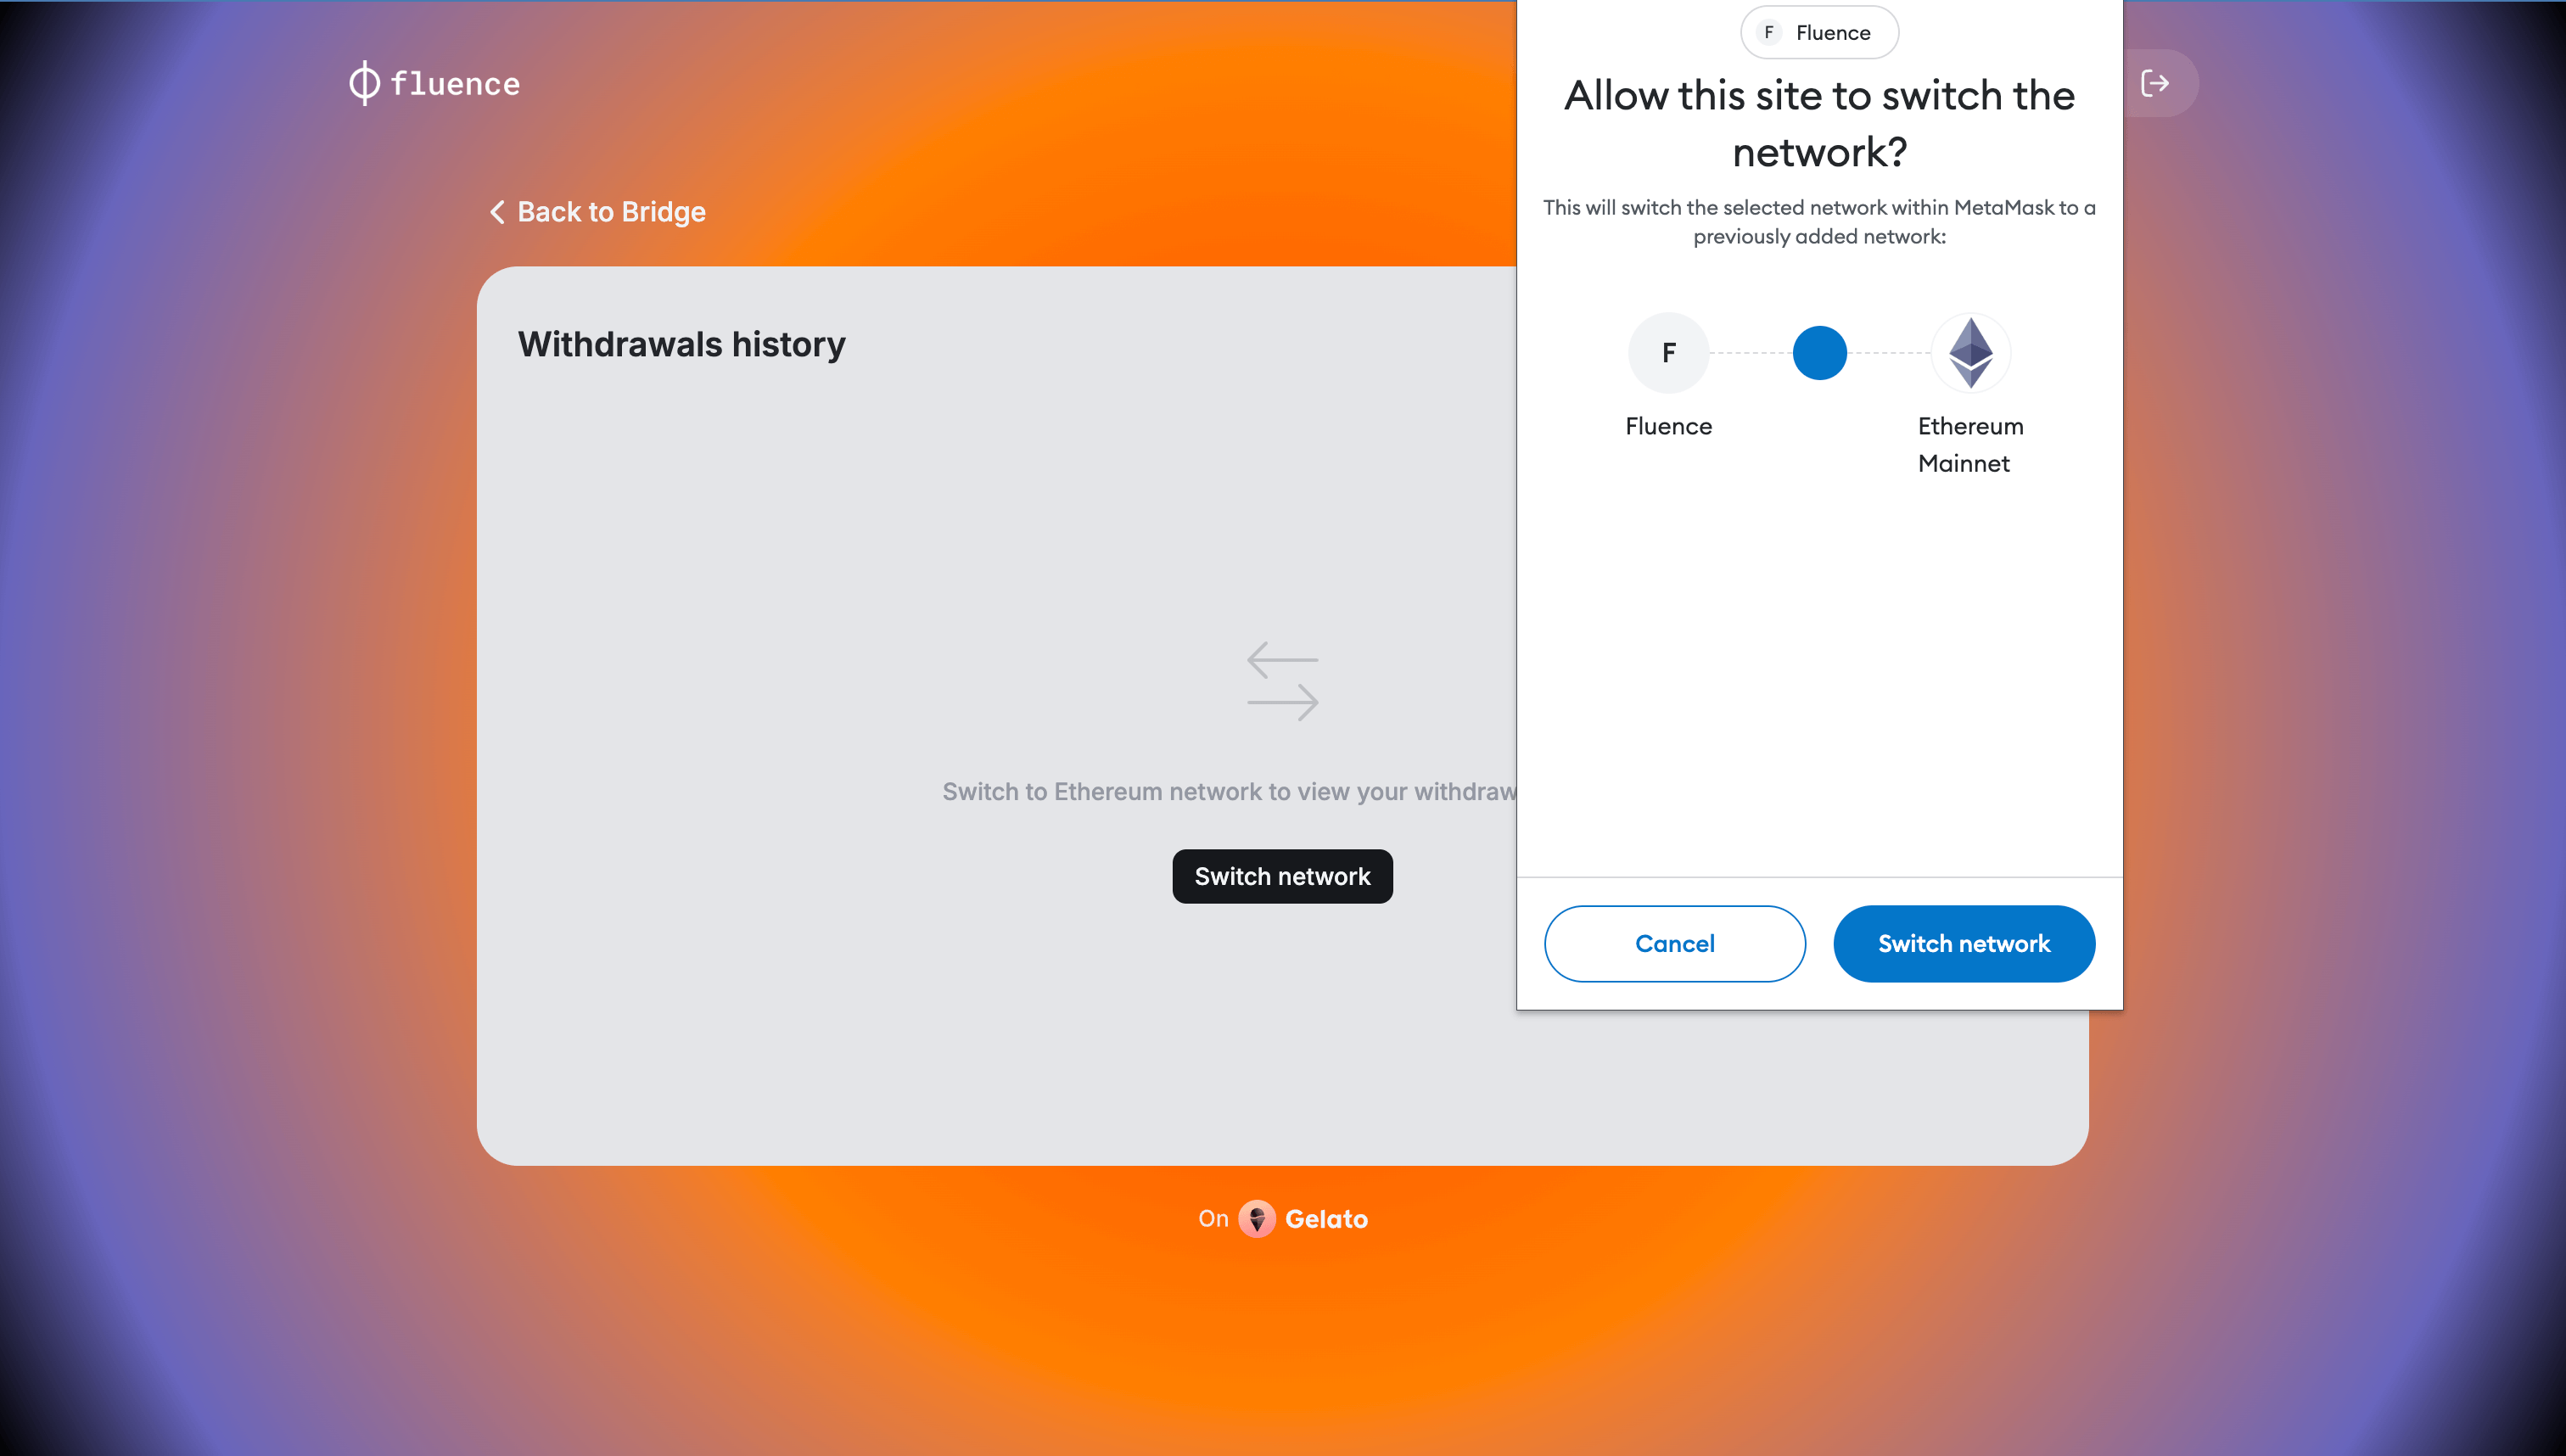 fluence
Back to Bridge
Withdrawals history
Switch to Ethereum network to view your
Switch network
On Gelato
F Fluence
Allow this site to switch the
network?
This will switch the selected network within MetaMask to a
previously added network:
F
Fluence
Ethereum
Mainnet
Cancel
Switch network